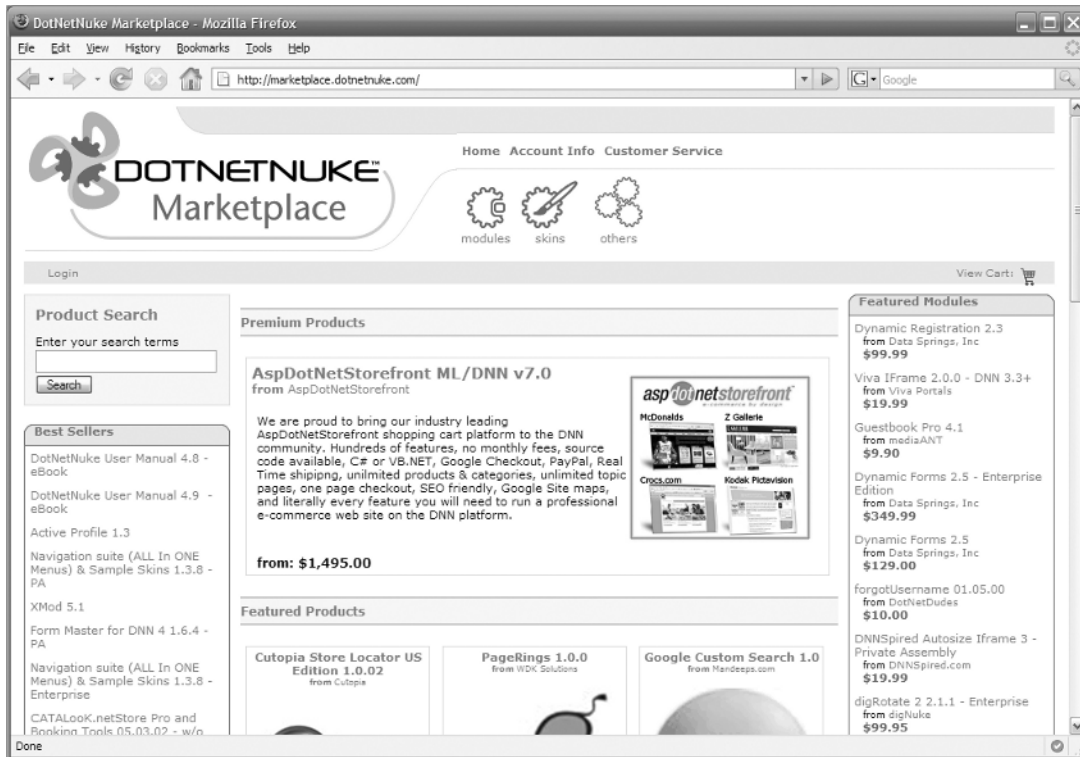 DotNetNuke Marketplace - Mozilla Firefox
File Edit View History Bookmarks Tools Help
http://marketplace.dotnetnuke.com/
G Google
DOTNETNUKE™
Marketplace
Home Account Info Customer Service
modules skins others
Login
View Cart:
Product Search
Enter your search terms
Search
Best Sellers
DotNetNuke User Manual 4.8 -
eBook
DotNetNuke User Manual 4.9 -
eBook
Active Profile 1.3
Navigation suite (ALL In ONE
Menus) & Sample Skins 1.3.8 -
PA
XMod 5.1
Form Master for DNN 4 1.6.4 -
PA
Navigation suite (ALL In ONE
Menus) & Sample Skins 1.3.8 -
Enterprise
CATALooK.netStore Pro and
Booking Tools 05.03.02 - w/o
Premium Products
AspDotNetStorefront ML/DNN v7.0
from AspDotNetStorefront
We are proud to bring our industry leading
AspDotNetStorefront shopping cart platform to the DNN
community. Hundreds of features, no monthly fees, source
code available, C# or VB.NET, Google Checkout, PayPal, Real
Time shipipng, unilmited products & categories, unlimited topic
pages, one page checkout, SEO friendly, Google Site maps,
and literally every feature you will need to run a professional
e-commerce web site on the DNN platform.
from: $1,495.00
aspdotnetstorefront™
e-commerce by design
McDonalds Z Gallerie
Crocs.com Kodak Pictavision
Featured Products
Cutopia Store Locator US
Edition 1.0.02
from Cutopia
PageRings 1.0.0
from WDK Solutions
Google Custom Search 1.0
from Mandeeps.com
Featured Modules
Dynamic Registration 2.3
from Data Springs, Inc
$99.99
Viva IFrame 2.0.0 - DNN 3.3+
from Viva Portals
$19.99
Guestbook Pro 4.1
from mediaANT
$9.90
Dynamic Forms 2.5 - Enterprise
Edition
from Data Springs, Inc
$349.99
Dynamic Forms 2.5
from Data Springs, Inc
$129.00
forgotUsername 01.05.00
from DotNetDudes
$10.00
DNNSpired Autosize Iframe 3 -
Private Assembly
from DNNSpired.com
$19.99
digRotate 2 2.1.1 - Enterprise
from digNuke
$99.95
Done